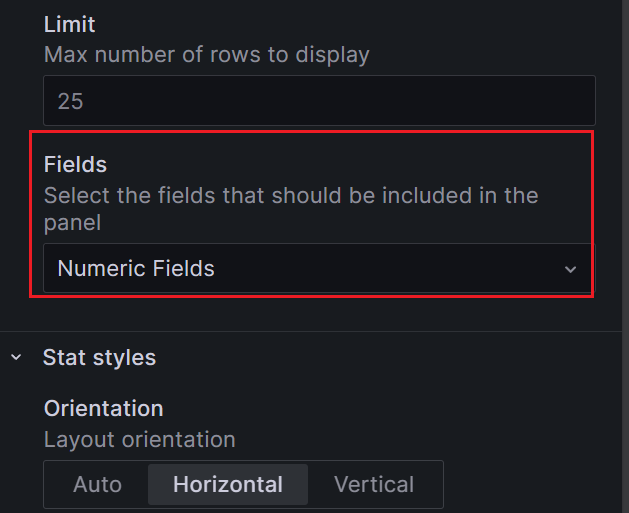 Limit
Max number of rows to display
25
Fields
Select the fields that should be included in the
panel
Numeric Fields
Stat styles
Orientation
Layout orientation
Auto Horizontal Vertical